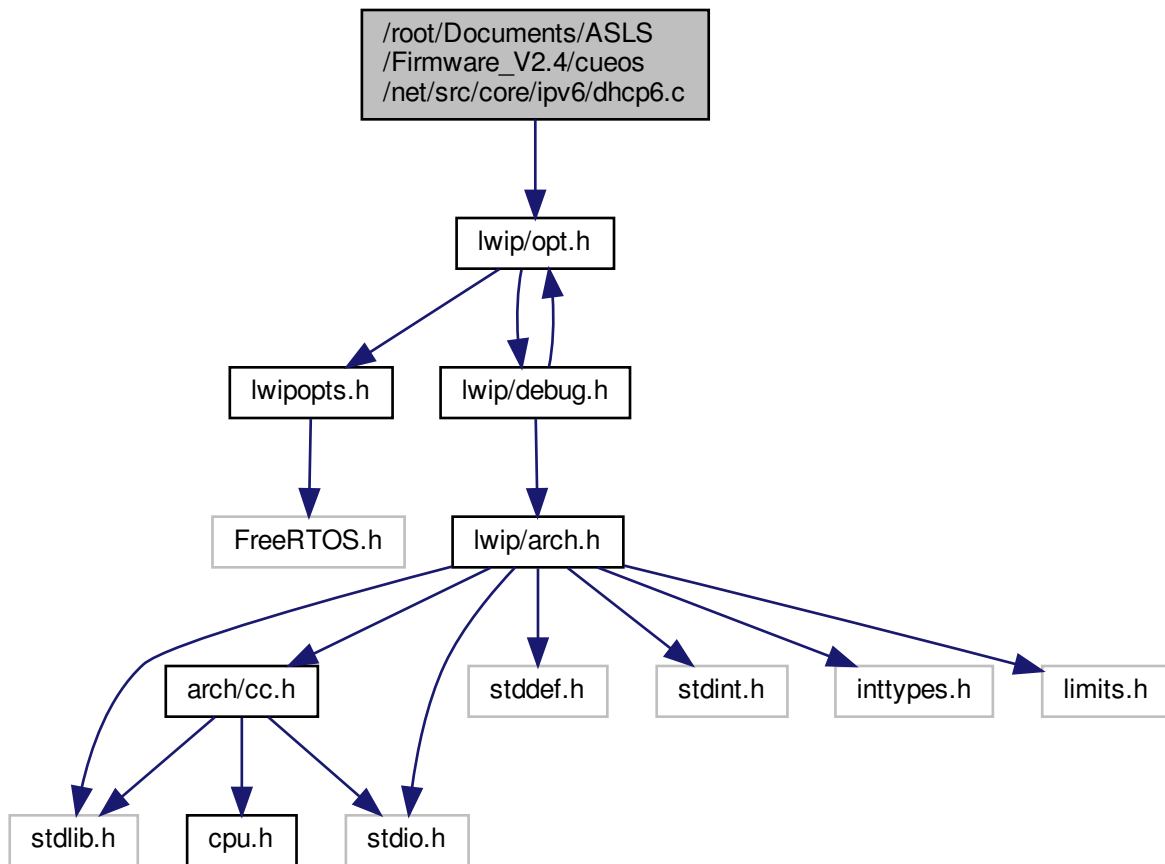 /root/Documents/ASLS
/Firmware_V2.4/cueos
/net/src/core/ipv6/dhcp6.c
lwip/opt.h
lwipopts.h
lwip/debug.h
FreeRTOS.h
lwip/arch.h
arch/cc.h
stddef.h
stdint.h
inttypes.h
limits.h
stdlib.h
cpu.h
stdio.h